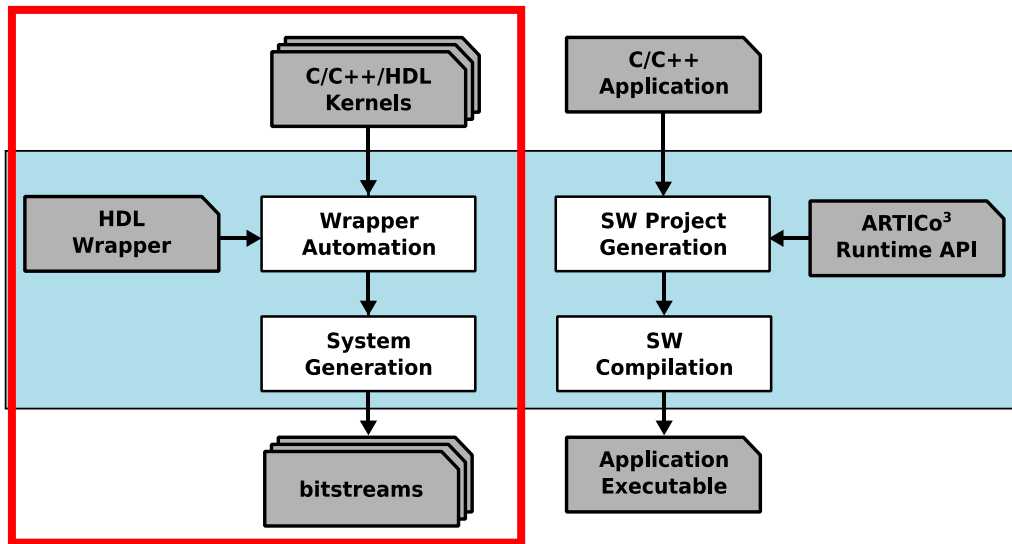 C/C++/HDL
Kernels
C/C++
Application
HDL
Wrapper
Wrapper
Automation
SW Project
Generation
ARTICo³
Runtime API
System
Generation
SW
Compilation
bitstreams
Application
Executable